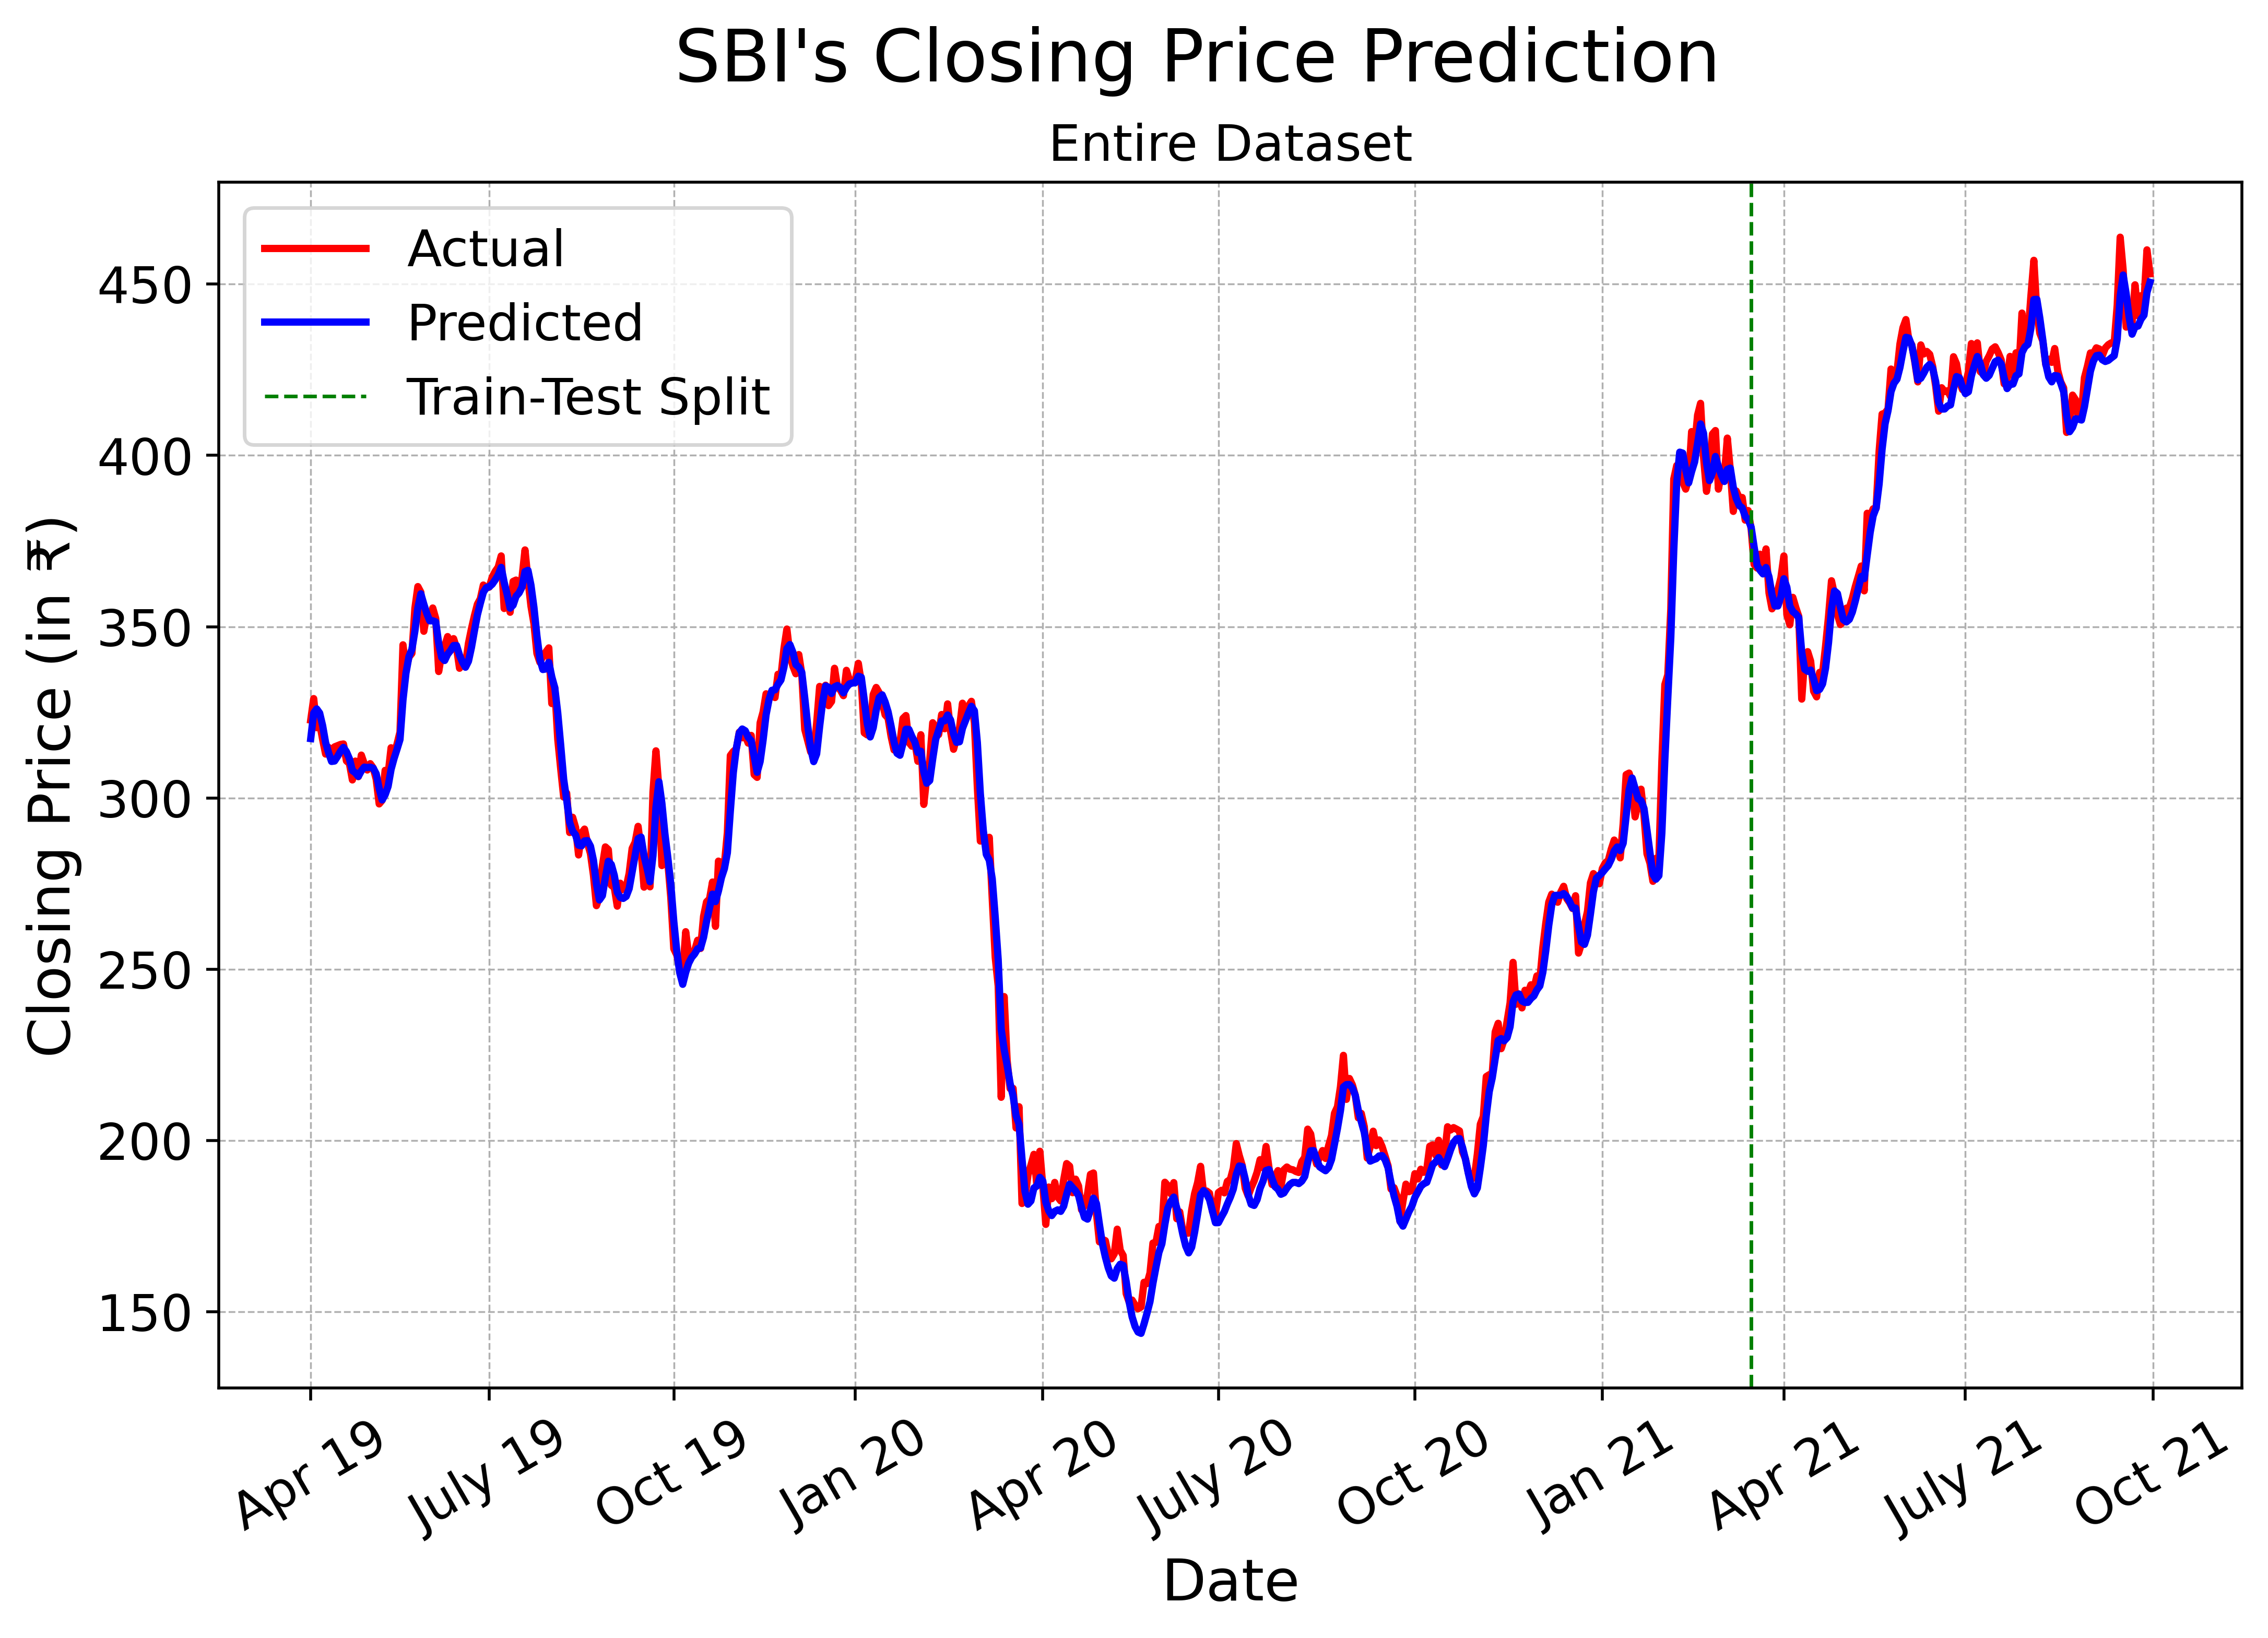 SBI's Closing Price Prediction
Entire Dataset
Actual
Predicted
Train-Test Split
Closing Price (in ₹)
450
400
350
300
250
200
150
Apr 19
July 19
Oct 19
Jan 20
Apr 20
July 20
Oct 20
Jan 21
Apr 21
July 21
Oct 21
Date